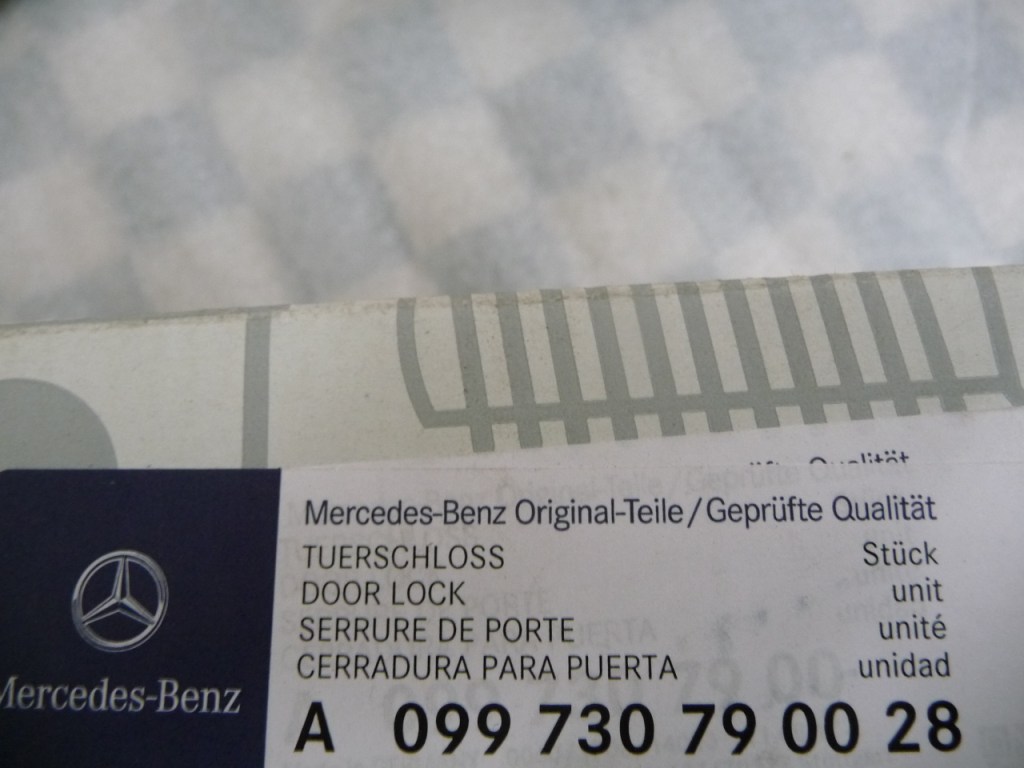 Qualität
Mercedes-Benz Original-Teile/Geprüfte Qualität
TUERSCHLOSS Stück
DOOR LOCK unit
SERRURE DE PORTE unité
CERRADURA PARA PUERTA unidad
Mercedes-Benz
A 099 730 79 00 28